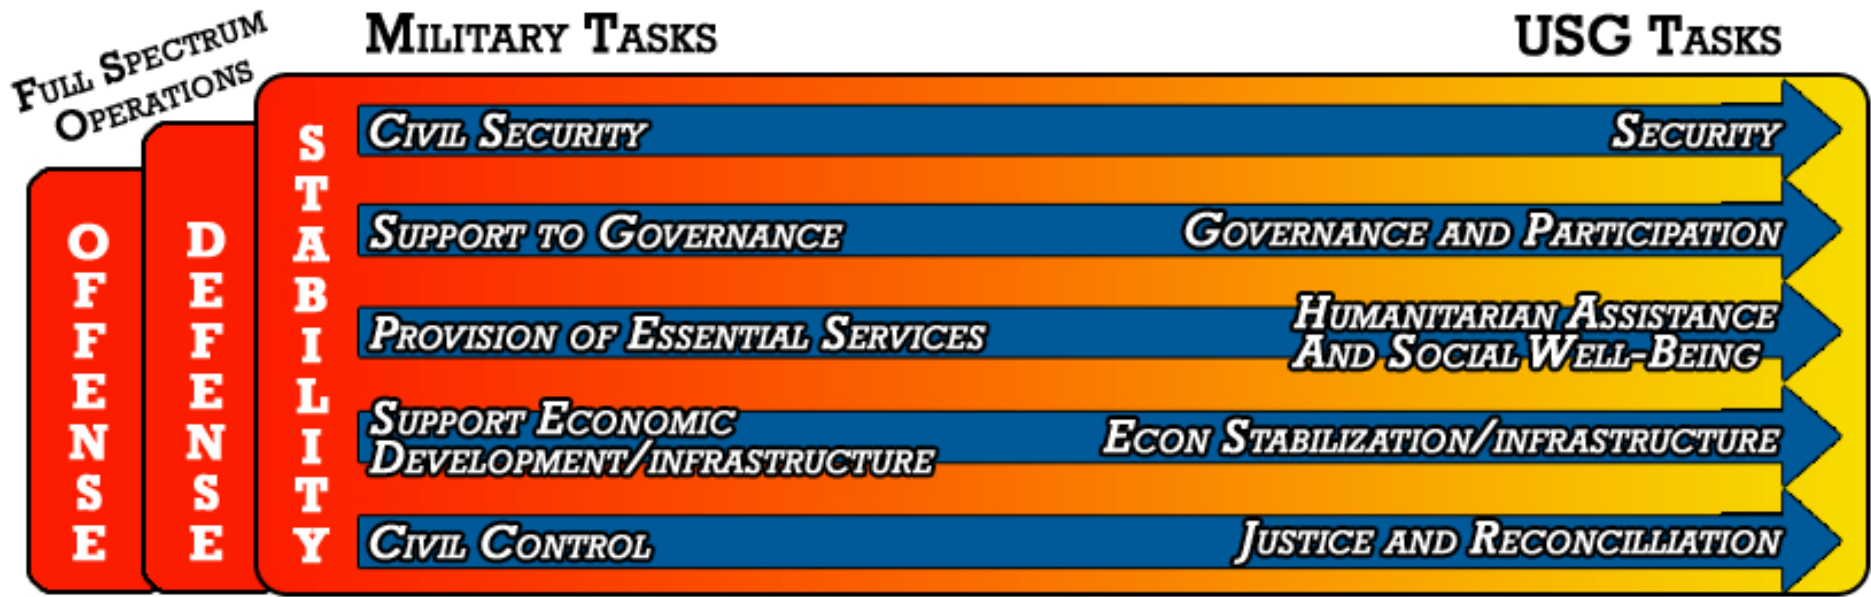 Full Spectrum
Operations
Military Tasks
USG Tasks
OFFENSE
DEFENSE
STABILITY
Civil Security
Security
Support to Governance
Governance and Participation
Provision of Essential Services
Humanitarian Assistance
And Social Well-Being
Support Economic
Development/infrastructure
Econ Stabilization/infrastructure
Civil Control
Justice and Reconcilliation